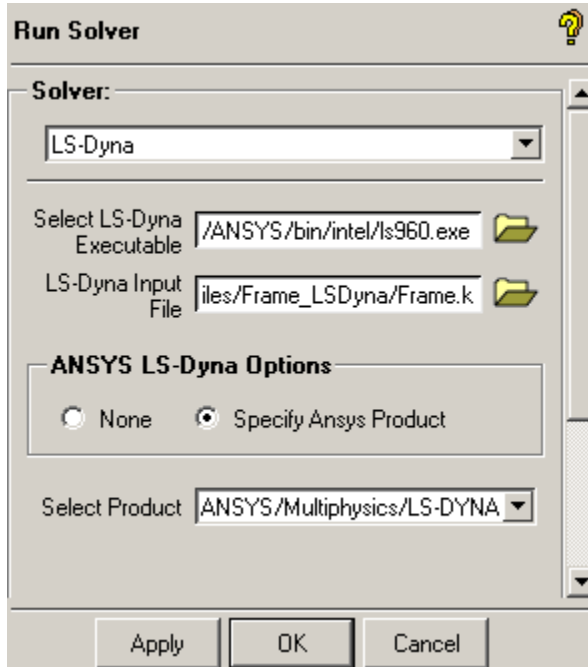 Run Solver
Solver:
LS-Dyna
Select LS-Dyna
Executable
/ANSYS/bin/intel/ls960.exe
LS-Dyna Input
File
iles/Frame_LSDyna/Frame.k
ANSYS LS-Dyna Options
None
Specify Ansys Product
Select Product
ANSYS/Multiphysics/LS-DYNA
Apply
OK
Cancel